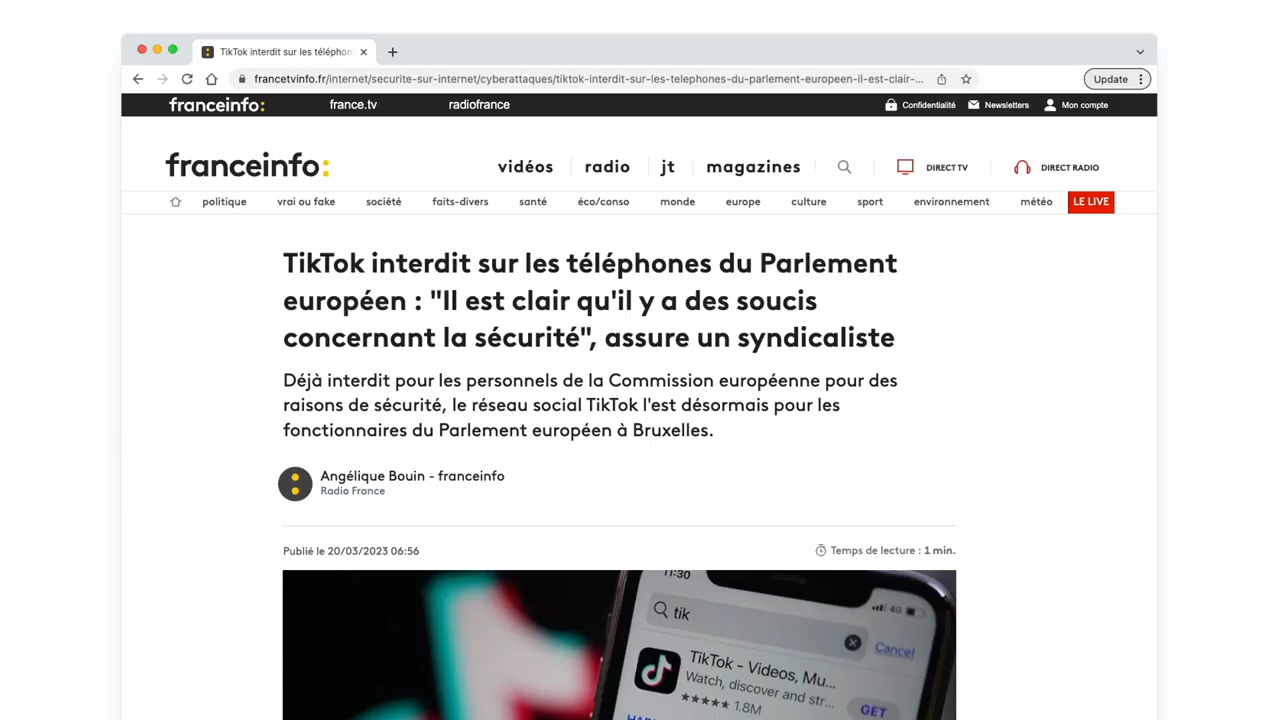 TikTok interdit sur les téléphon
francetvinfo.fr/internet/securite-sur-internet/cyberattaques/tiktok-interdit-sur-les-telephones-du-parlement-europeen-il-est-clair-...
Update
franceinfo:
france.tv
radiofrance
Confidentialité
Newsletters
Mon compte
franceinfo:
vidéos
radio
jt
magazines
DIRECT TV
DIRECT RADIO
politique
vrai ou fake
société
faits-divers
santé
éco/conso
monde
europe
culture
sport
environnement
météo
LE LIVE
TikTok interdit sur les téléphones du Parlement
européen : "Il est clair qu'il y a des soucis
concernant la sécurité", assure un syndicaliste
Déjà interdit pour les personnels de la Commission européenne pour des
raisons de sécurité, le réseau social TikTok l'est désormais pour les
fonctionnaires du Parlement européen à Bruxelles.
Angélique Bouin - franceinfo
Radio France
Publié le 20/03/2023 06:56
Temps de lecture : 1 min.
11:30
4G
tik
Cancel
TikTok - Videos, Mu...
Watch, discover and str...
1.8M
GET